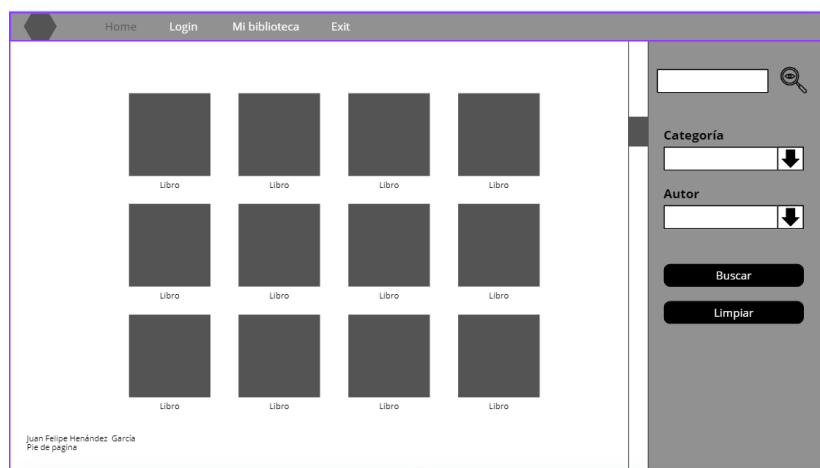 Home Login Mi biblioteca Exit
Categoría
Autor
Buscar
Limpiar
Libro Libro Libro Libro
Libro Libro Libro Libro
Libro Libro Libro Libro
Juan Felipe Henández García
Pie de pagina